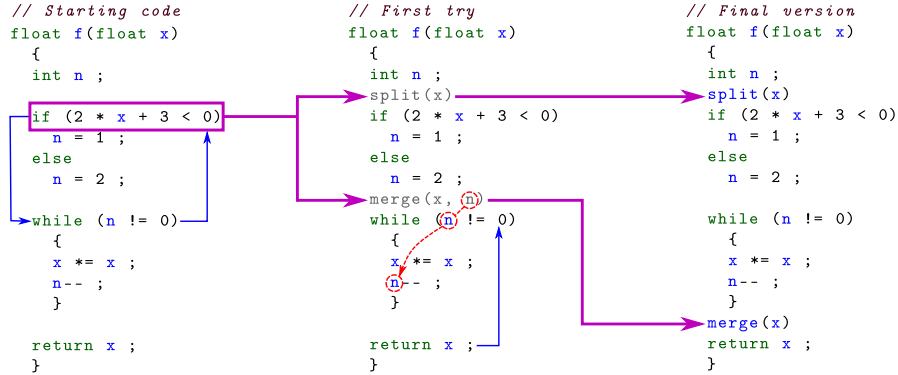 // Starting code
float f(float x)
{
int n ;
if (2 * x + 3 < 0)
n = 1 ;
else
n = 2 ;
while (n != 0)
{
x *= x ;
n-- ;
}
return x ;
}
// First try
float f(float x)
{
int n ;
split(x)
if (2 * x + 3 < 0)
n = 1 ;
else
n = 2 ;
merge(x, n)
while (n != 0)
{
x *= x ;
n-- ;
}
return x ;
}
// Final version
float f(float x)
{
int n ;
split(x)
if (2 * x + 3 < 0)
n = 1 ;
else
n = 2 ;
while (n != 0)
{
x *= x ;
n-- ;
}
merge(x)
return x ;
}